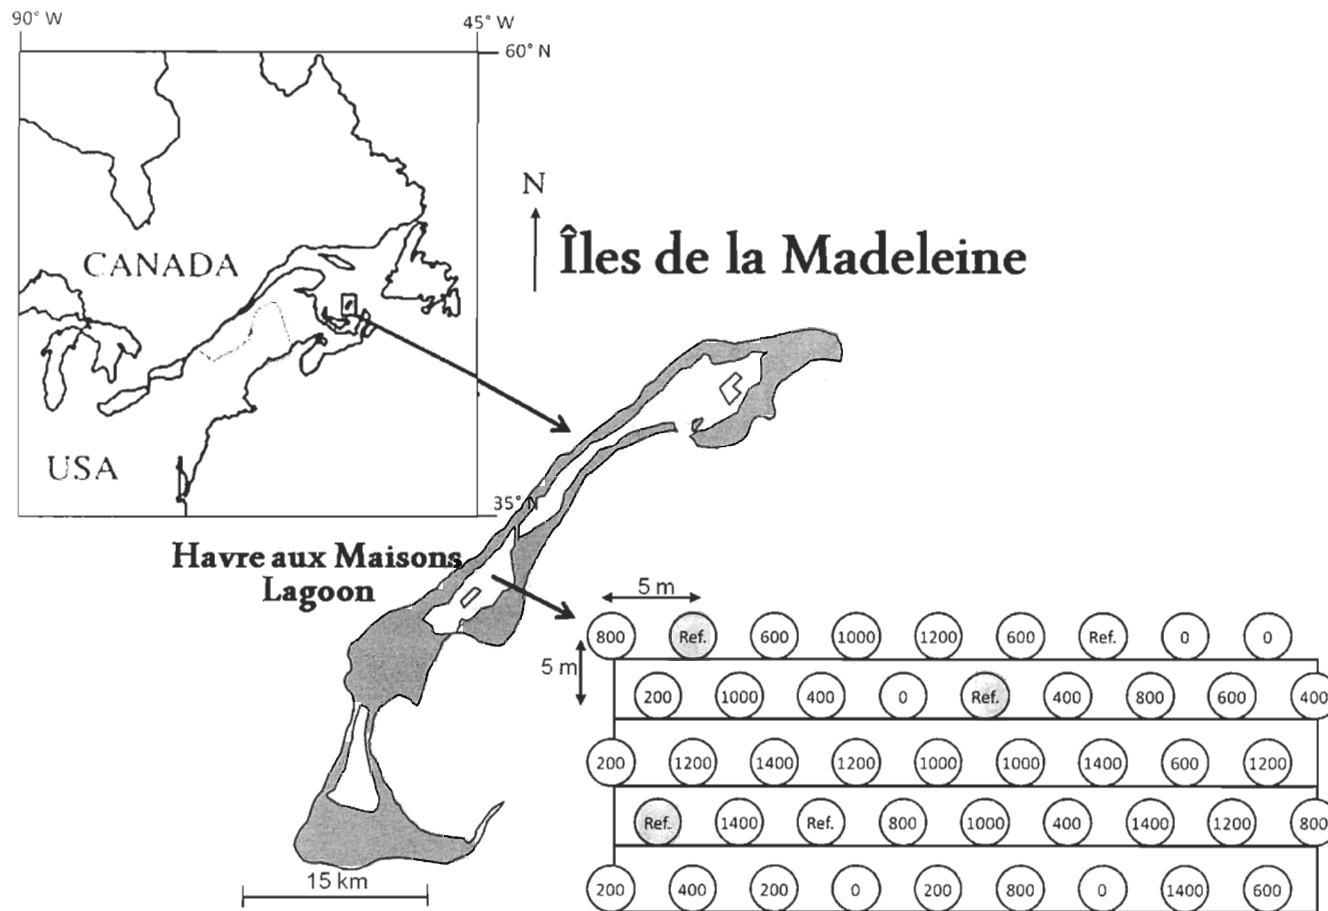 90° W
45° W
60° N
N
CANADA
Îles de la Madeleine
USA
35° N
Havre aux Maisons
Lagoon
5 m
800 Ref. 600 1000 1200 600 Ref. 0 0
5 m
200 1000 400 0 Ref. 400 800 600 400
200 1200 1400 1200 1000 1000 1400 600 1200
Ref. 1400 Ref. 800 1000 400 1400 1200 800
15 km
200 400 200 0 200 800 0 1400 600